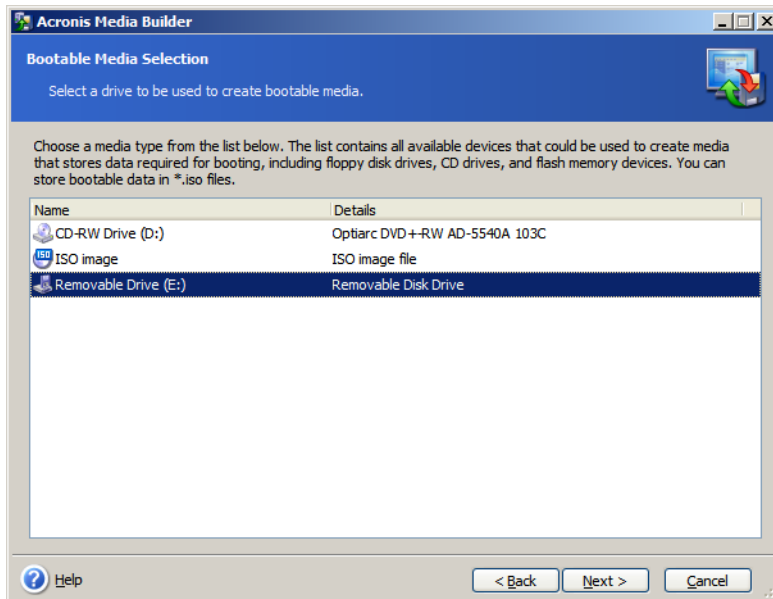 Acronis Media Builder
Bootable Media Selection
Select a drive to be used to create bootable media.
Choose a media type from the list below. The list contains all available devices that could be used to create media
that stores data required for booting, including floppy disk drives, CD drives, and flash memory devices. You can
store bootable data in *.iso files.
Name Details
CD-RW Drive (D:) Optiarc DVD+-RW AD-5540A 103C
ISO ISO image ISO image file
Removable Drive (E:) Removable Disk Drive
Help < Back Next > Cancel